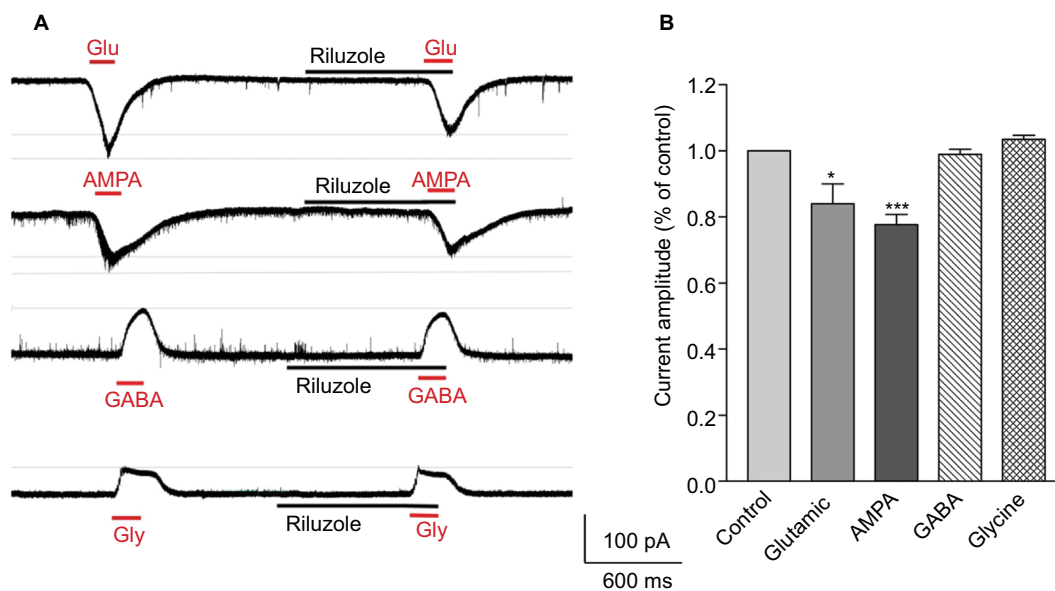 A
Glu
Riluzole
Glu
AMPA
Riluzole
AMPA
Riluzole
GABA
GABA
Riluzole
Gly
Gly
100 pA
600 ms
B
Current amplitude (% of control)
1.2
1.0
0.8
0.6
0.4
0.2
0.0
*
***
Control
Glutamic
AMPA
GABA
Glycine